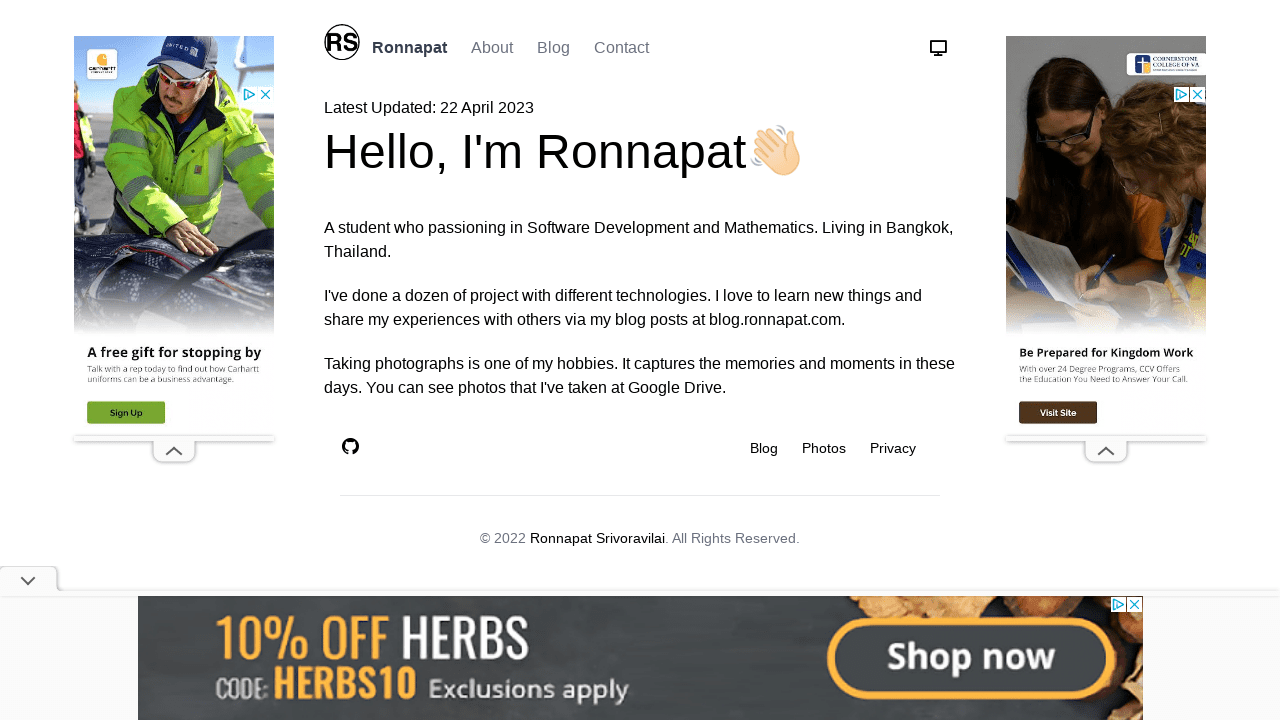 RS
Ronnapat About Blog Contact
Latest Updated: 22 April 2023
Hello, I'm Ronnapat👋🏼
A student who passioning in Software Development and Mathematics. Living in Bangkok,
Thailand.
I've done a dozen of project with different technologies. I love to learn new things and
share my experiences with others via my blog posts at blog.ronnapat.com.
Taking photographs is one of my hobbies. It captures the memories and moments in these
days. You can see photos that I've taken at Google Drive.
Blog Photos Privacy
© 2022 Ronnapat Srivoravilai. All Rights Reserved.
carhartt
UNITED
A free gift for stopping by
Talk with a rep today to find out how Carhartt
uniforms can be a business advantage.
Sign Up
CORNERSTONE
COLLEGE OF VA
Be Prepared for Kingdom Work
With over 24 Degree Programs, CCV Offers
the Education You Need to Answer Your Call.
Visit Site
10% OFF HERBS
CODE: HERBS10 Exclusions apply
Shop now